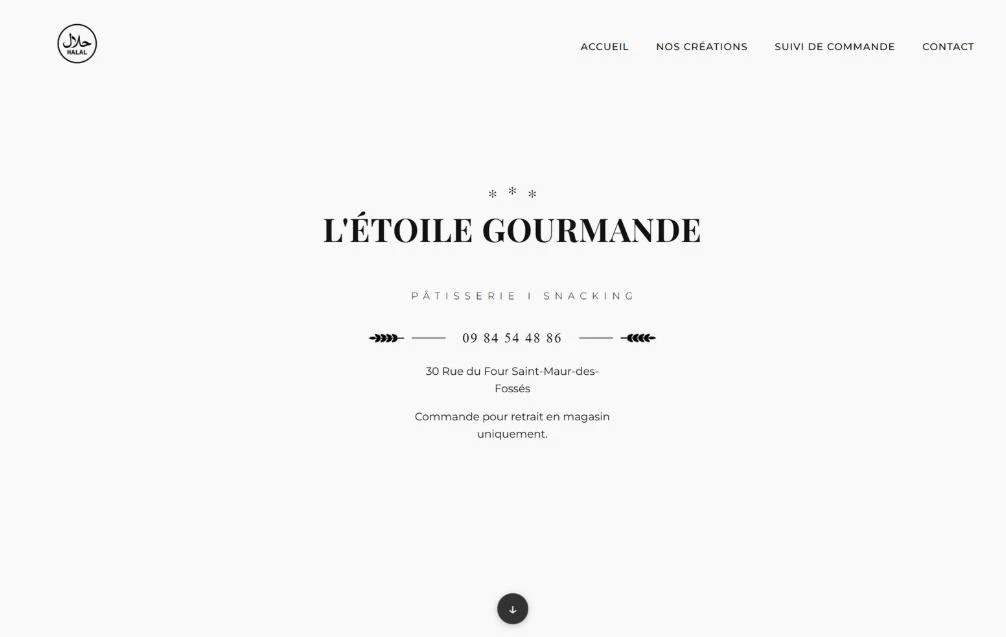 حلال
HALAL
ACCUEIL NOS CRÉATIONS SUIVI DE COMMANDE CONTACT
* * *
L'ÉTOILE GOURMANDE
PÂTISSERIE I SNACKING
09 84 54 48 86
30 Rue du Four Saint-Maur-des-
Fossés
Commande pour retrait en magasin
uniquement.